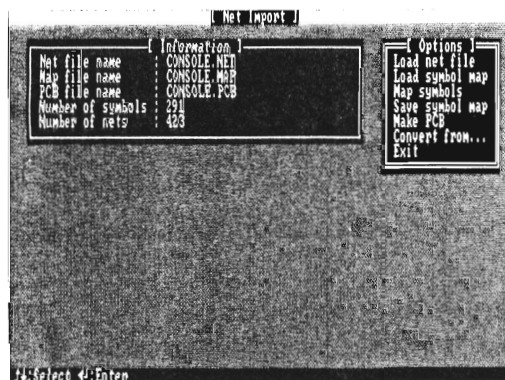 [ Net Import ]
[ Information ]
Net file name : CONSOLE.NET
Map file name : CONSOLE.MAP
PCB file name : CONSOLE.PCB
Number of symbols : 291
Number of nets : 423
[ Options ]
Load net file
Load symbol map
Map symbols
Save symbol map
Make PCB
Convert from...
Exit
↑↓:Select ↵:Enter